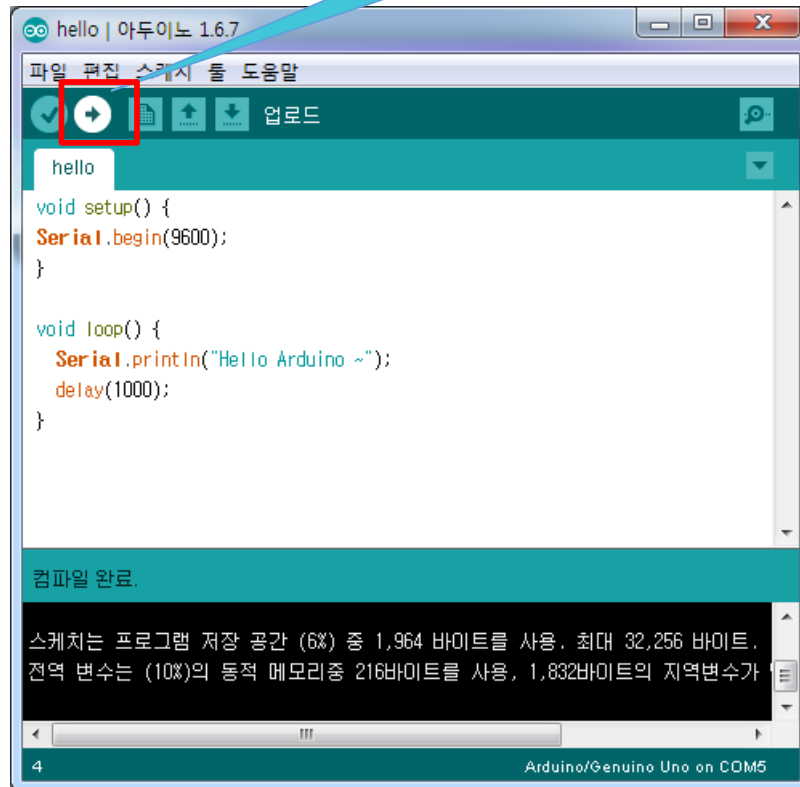 hello | 아두이노 1.6.7
파일 편집 스케치 툴 도움말
업로드
hello
void setup() {
Serial.begin(9600);
}
void loop() {
Serial.println("Hello Arduino ~");
delay(1000);
}
컴파일 완료.
스케치는 프로그램 저장 공간 (6%) 중 1,964 바이트를 사용. 최대 32,256 바이트.
전역 변수는 (10%)의 동적 메모리중 216바이트를 사용, 1,832바이트의 지역변수가
4
Arduino/Genuino Uno on COM5